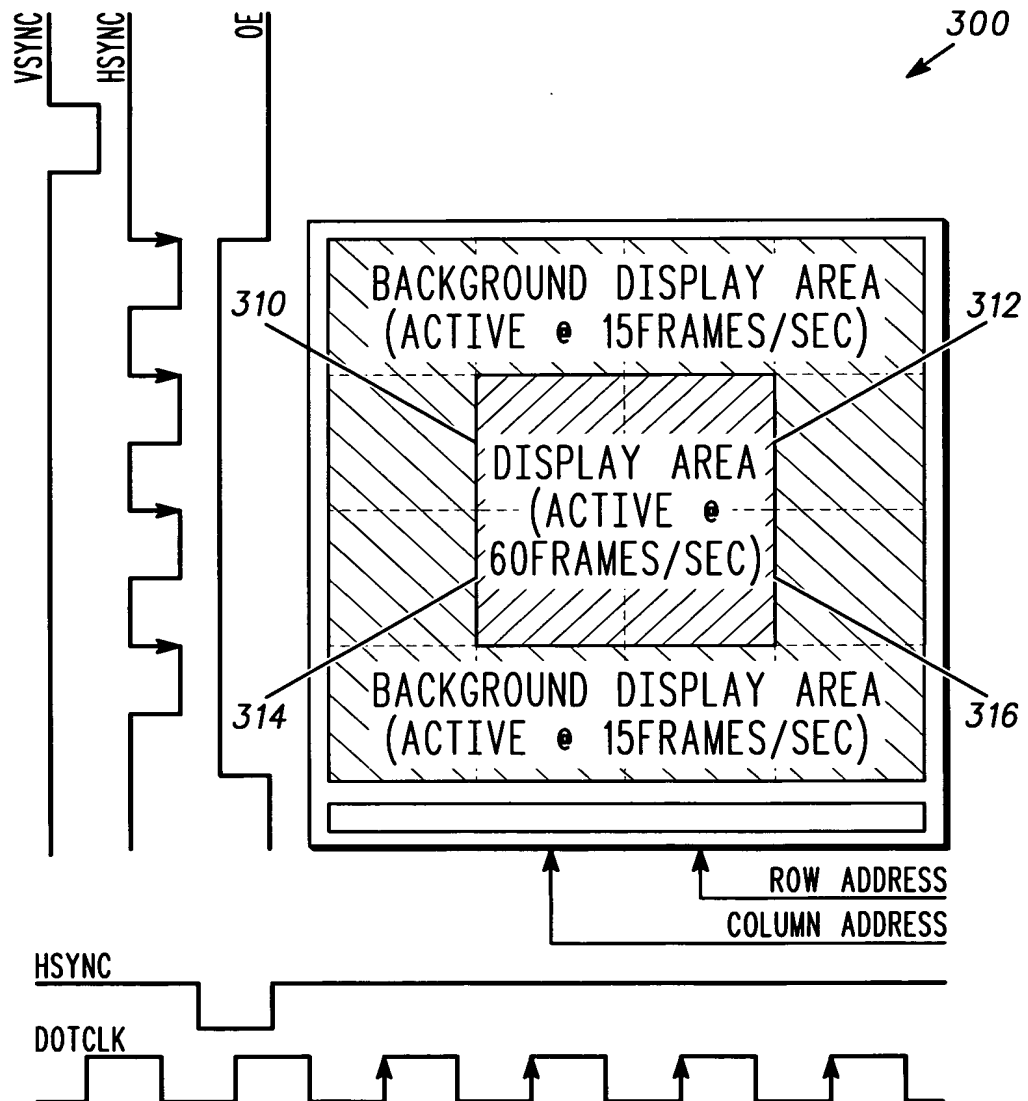 VSYNC
HSYNC
OE
300
BACKGROUND DISPLAY AREA
(ACTIVE @ 15FRAMES/SEC)
310
312
DISPLAY AREA
(ACTIVE @
60FRAMES/SEC)
314
316
BACKGROUND DISPLAY AREA
(ACTIVE @ 15FRAMES/SEC)
ROW ADDRESS
COLUMN ADDRESS
HSYNC
DOTCLK